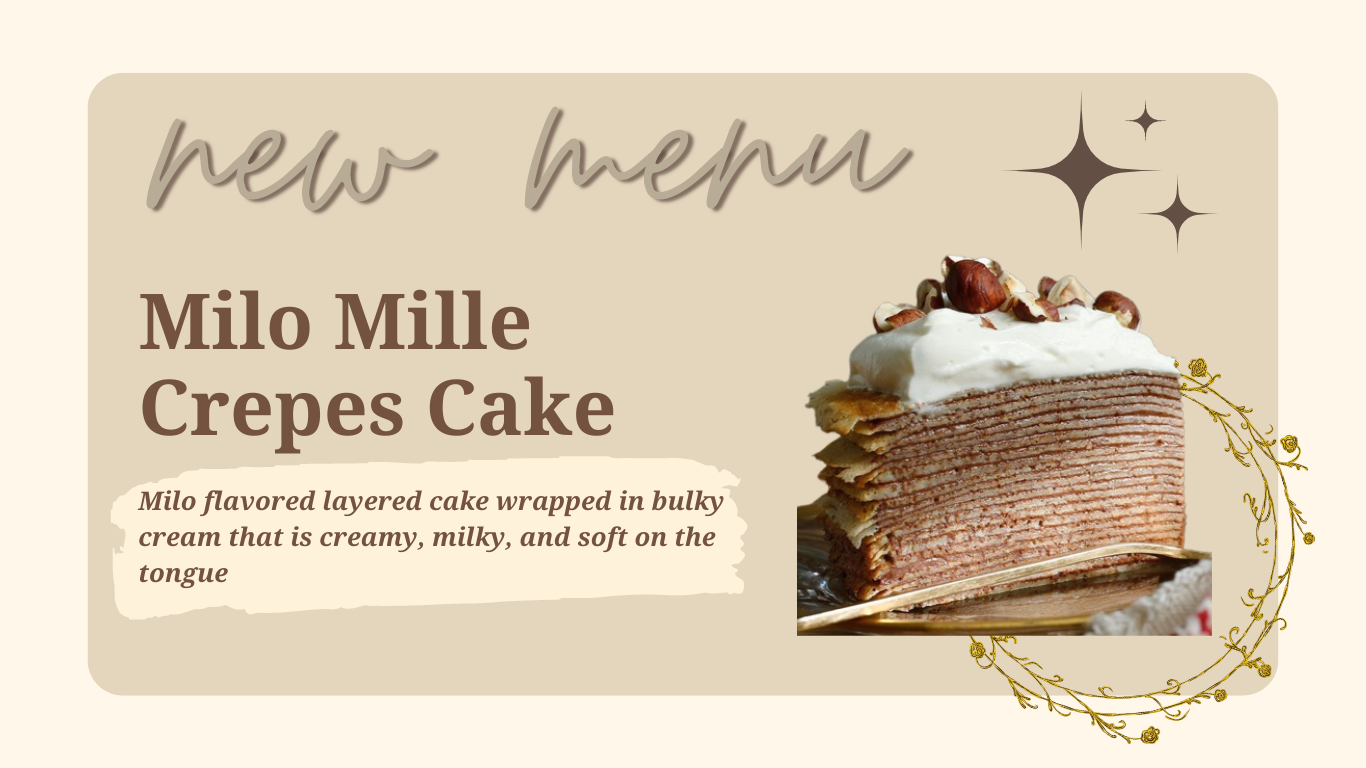 new menu
Milo Mille
Crepes Cake
Milo flavored layered cake wrapped in bulky
cream that is creamy, milky, and soft on the
tongue